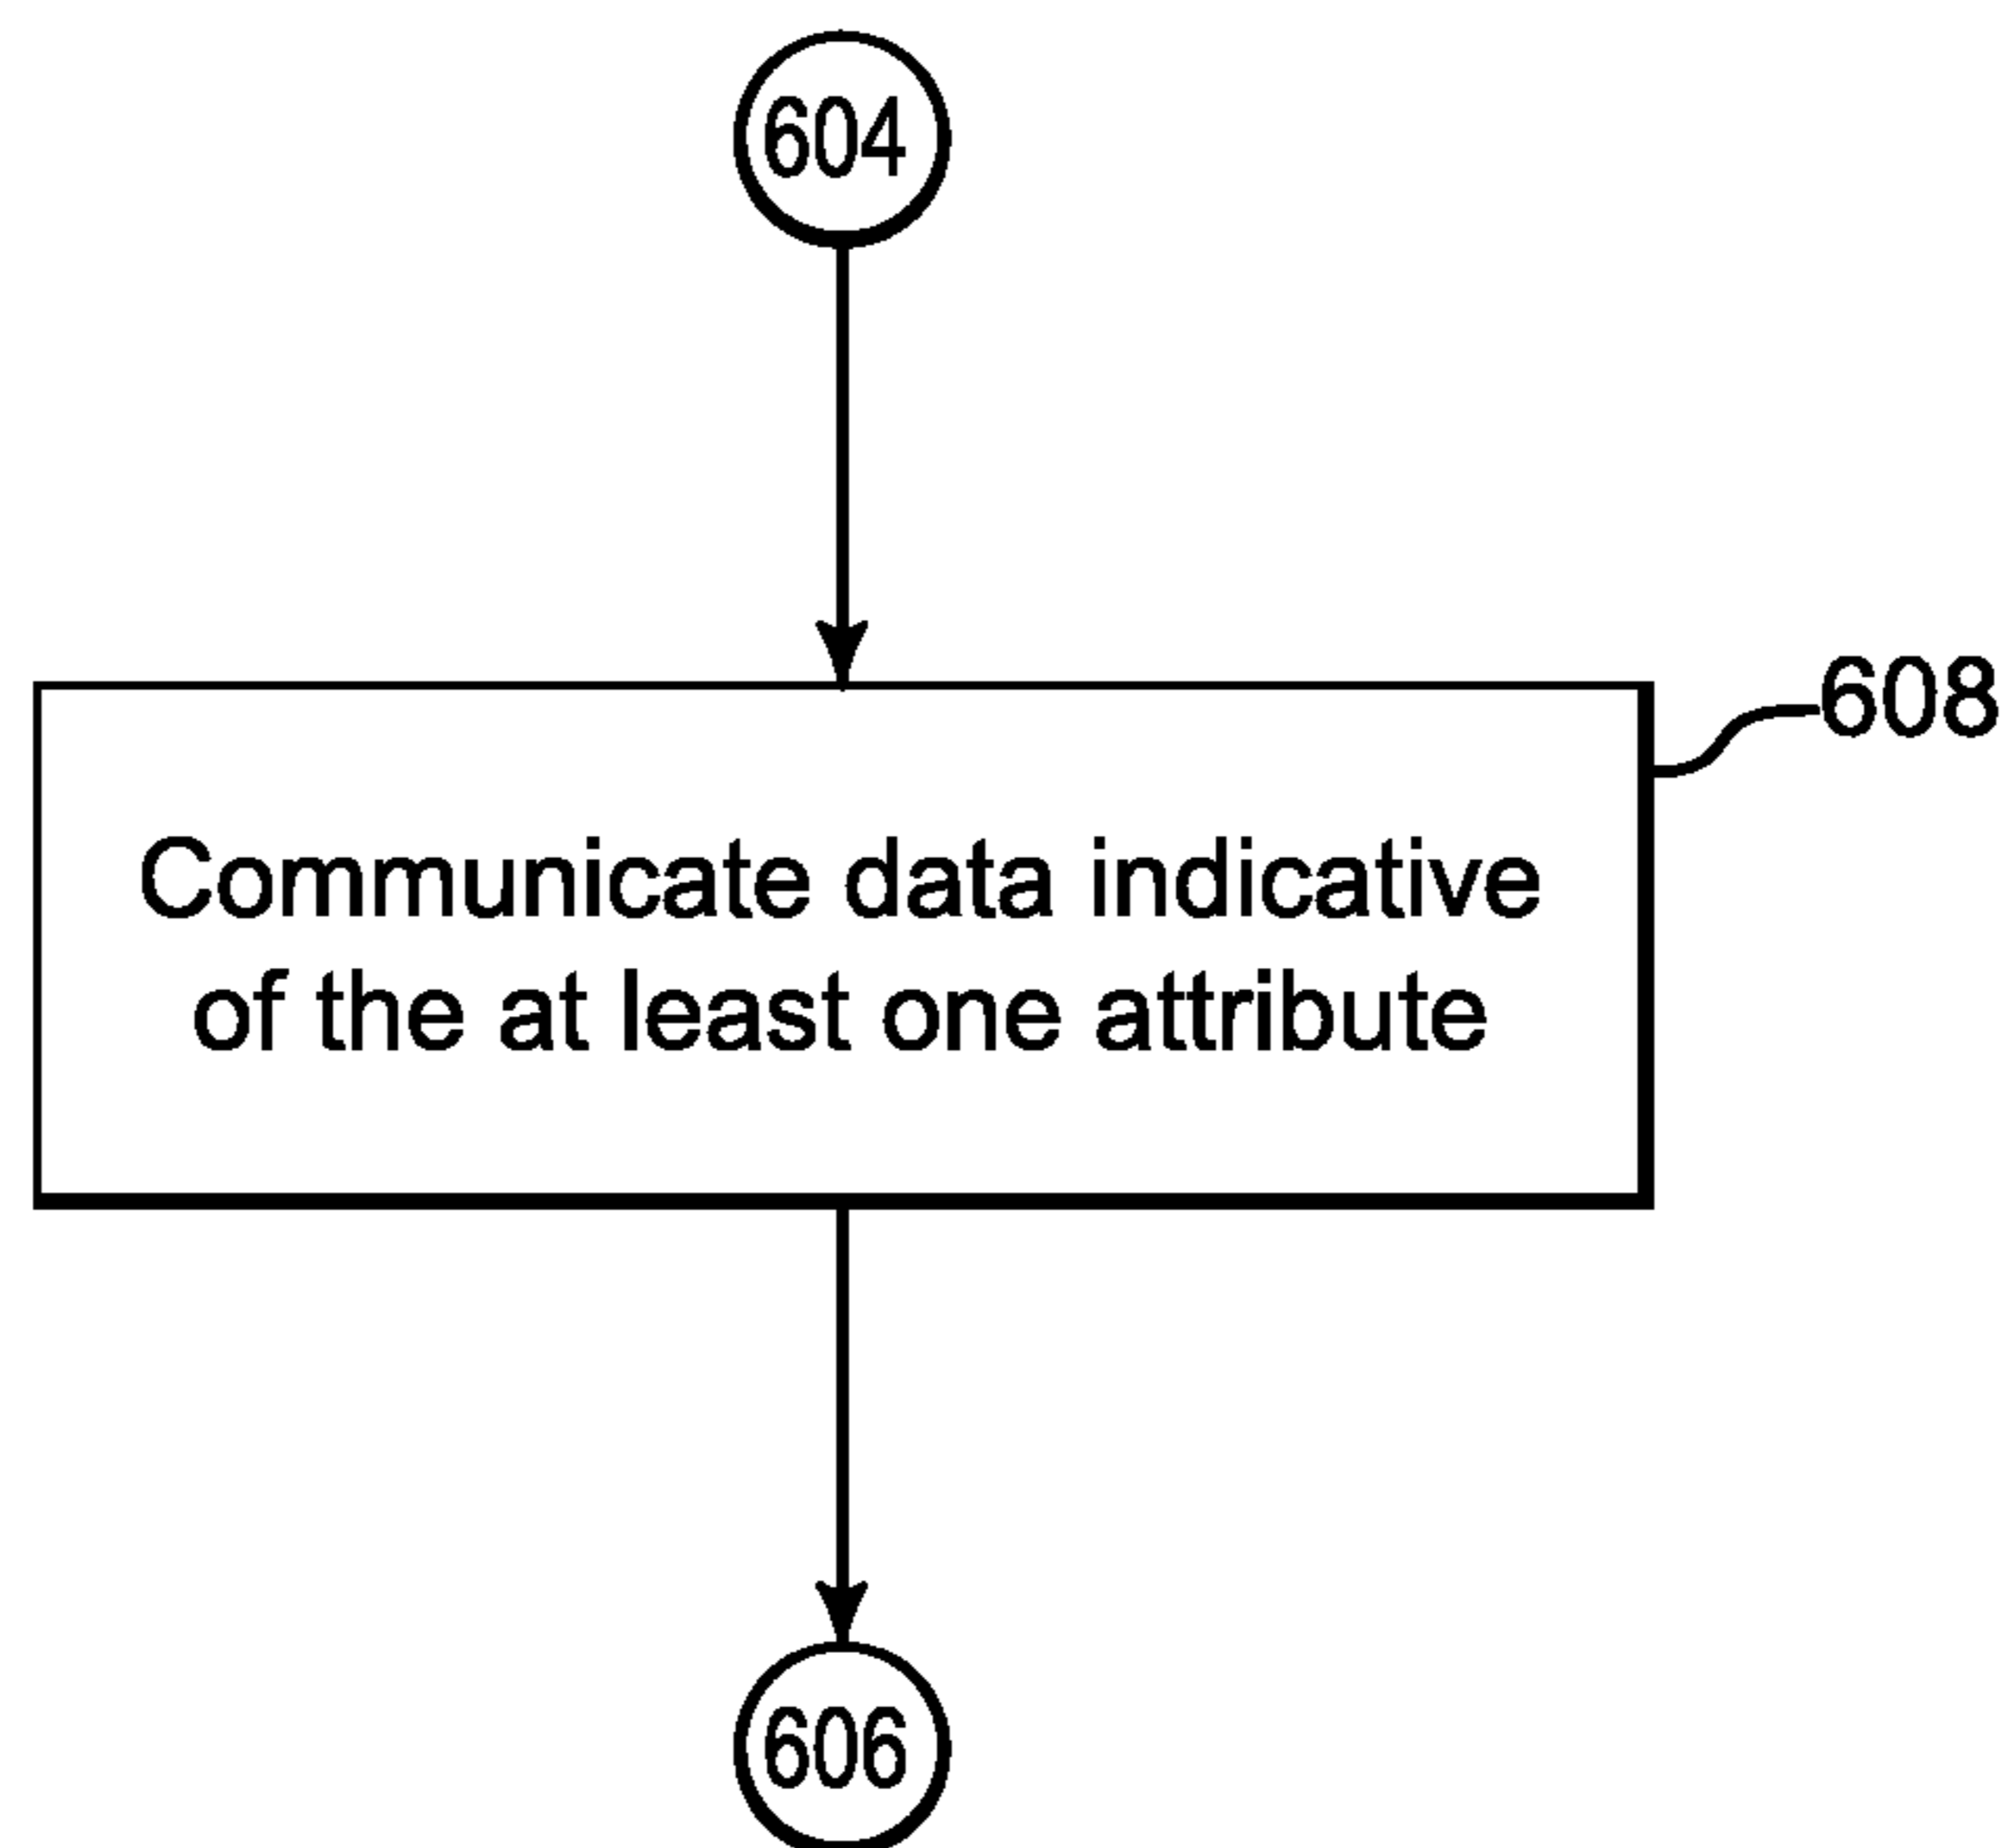 604
608
Communicate data indicative
of the at least one attribute
606